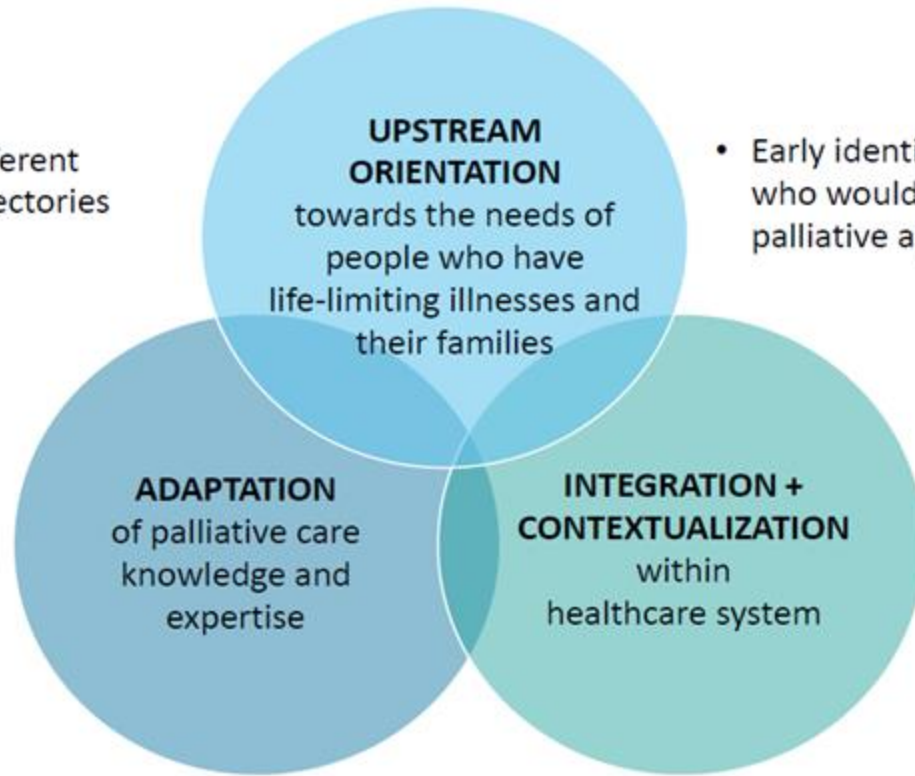 UPSTREAM
ORIENTATION
towards the needs of
people who have
life-limiting illnesses and
their families
• Early
who would
palliative
ADAPTATION
of palliative care
knowledge and
expertise
INTEGRATION +
CONTEXTUALIZATION
within
healthcare system